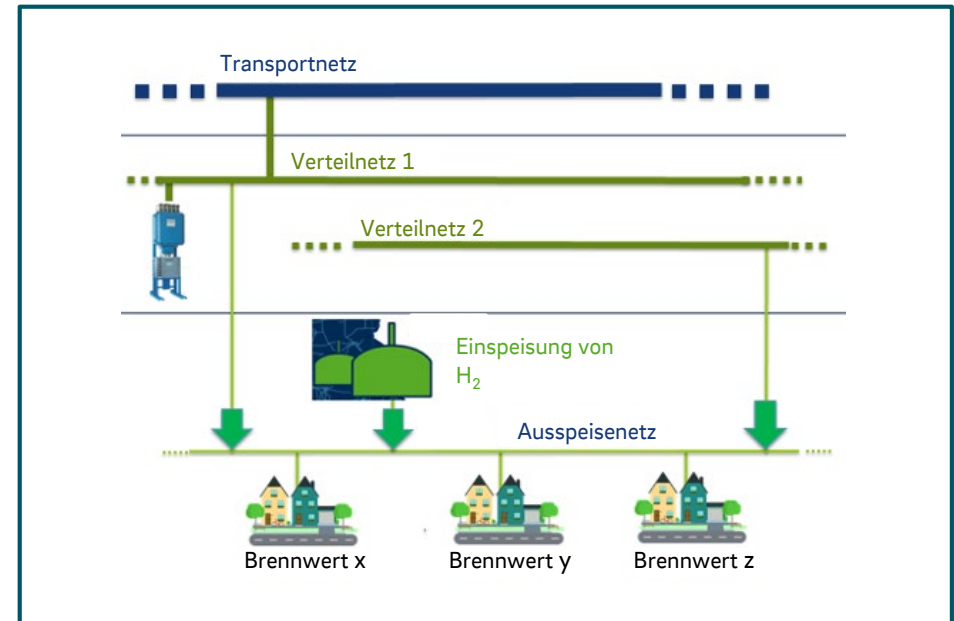 Transportnetz
Verteilnetz 1
Verteilnetz 2
Einspeisung von
H₂
Ausspeisenetz
Brennwert x
Brennwert y
Brennwert z